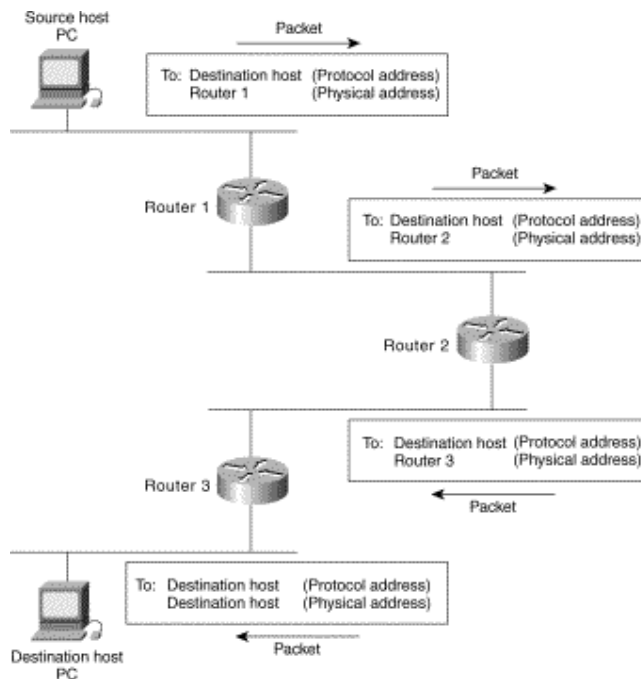 Source host
PC
Packet
To: Destination host (Protocol address)
Router 1 (Physical address)
Router 1
Packet
To: Destination host (Protocol address)
Router 2 (Physical address)
Router 2
To: Destination host (Protocol address)
Router 3 (Physical address)
Router 3
Packet
To: Destination host (Protocol address)
Destination host (Physical address)
Packet
Destination host
PC